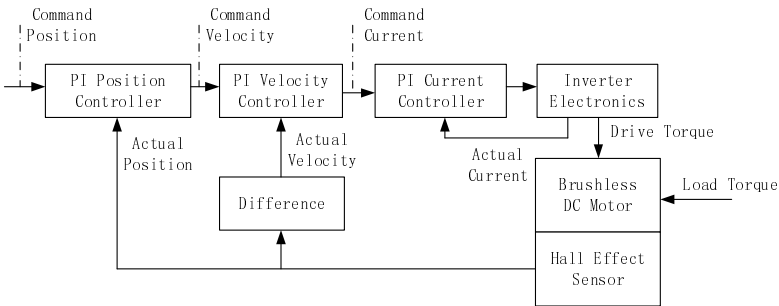 Command
Position
Command
Velocity
Command
Current
PI Position
Controller
PI Velocity
Controller
PI Current
Controller
Inverter
Electronics
Actual
Position
Actual
Velocity
Actual
Current
Drive Torque
Difference
Brushless
DC Motor
Load Torque
Hall Effect
Sensor